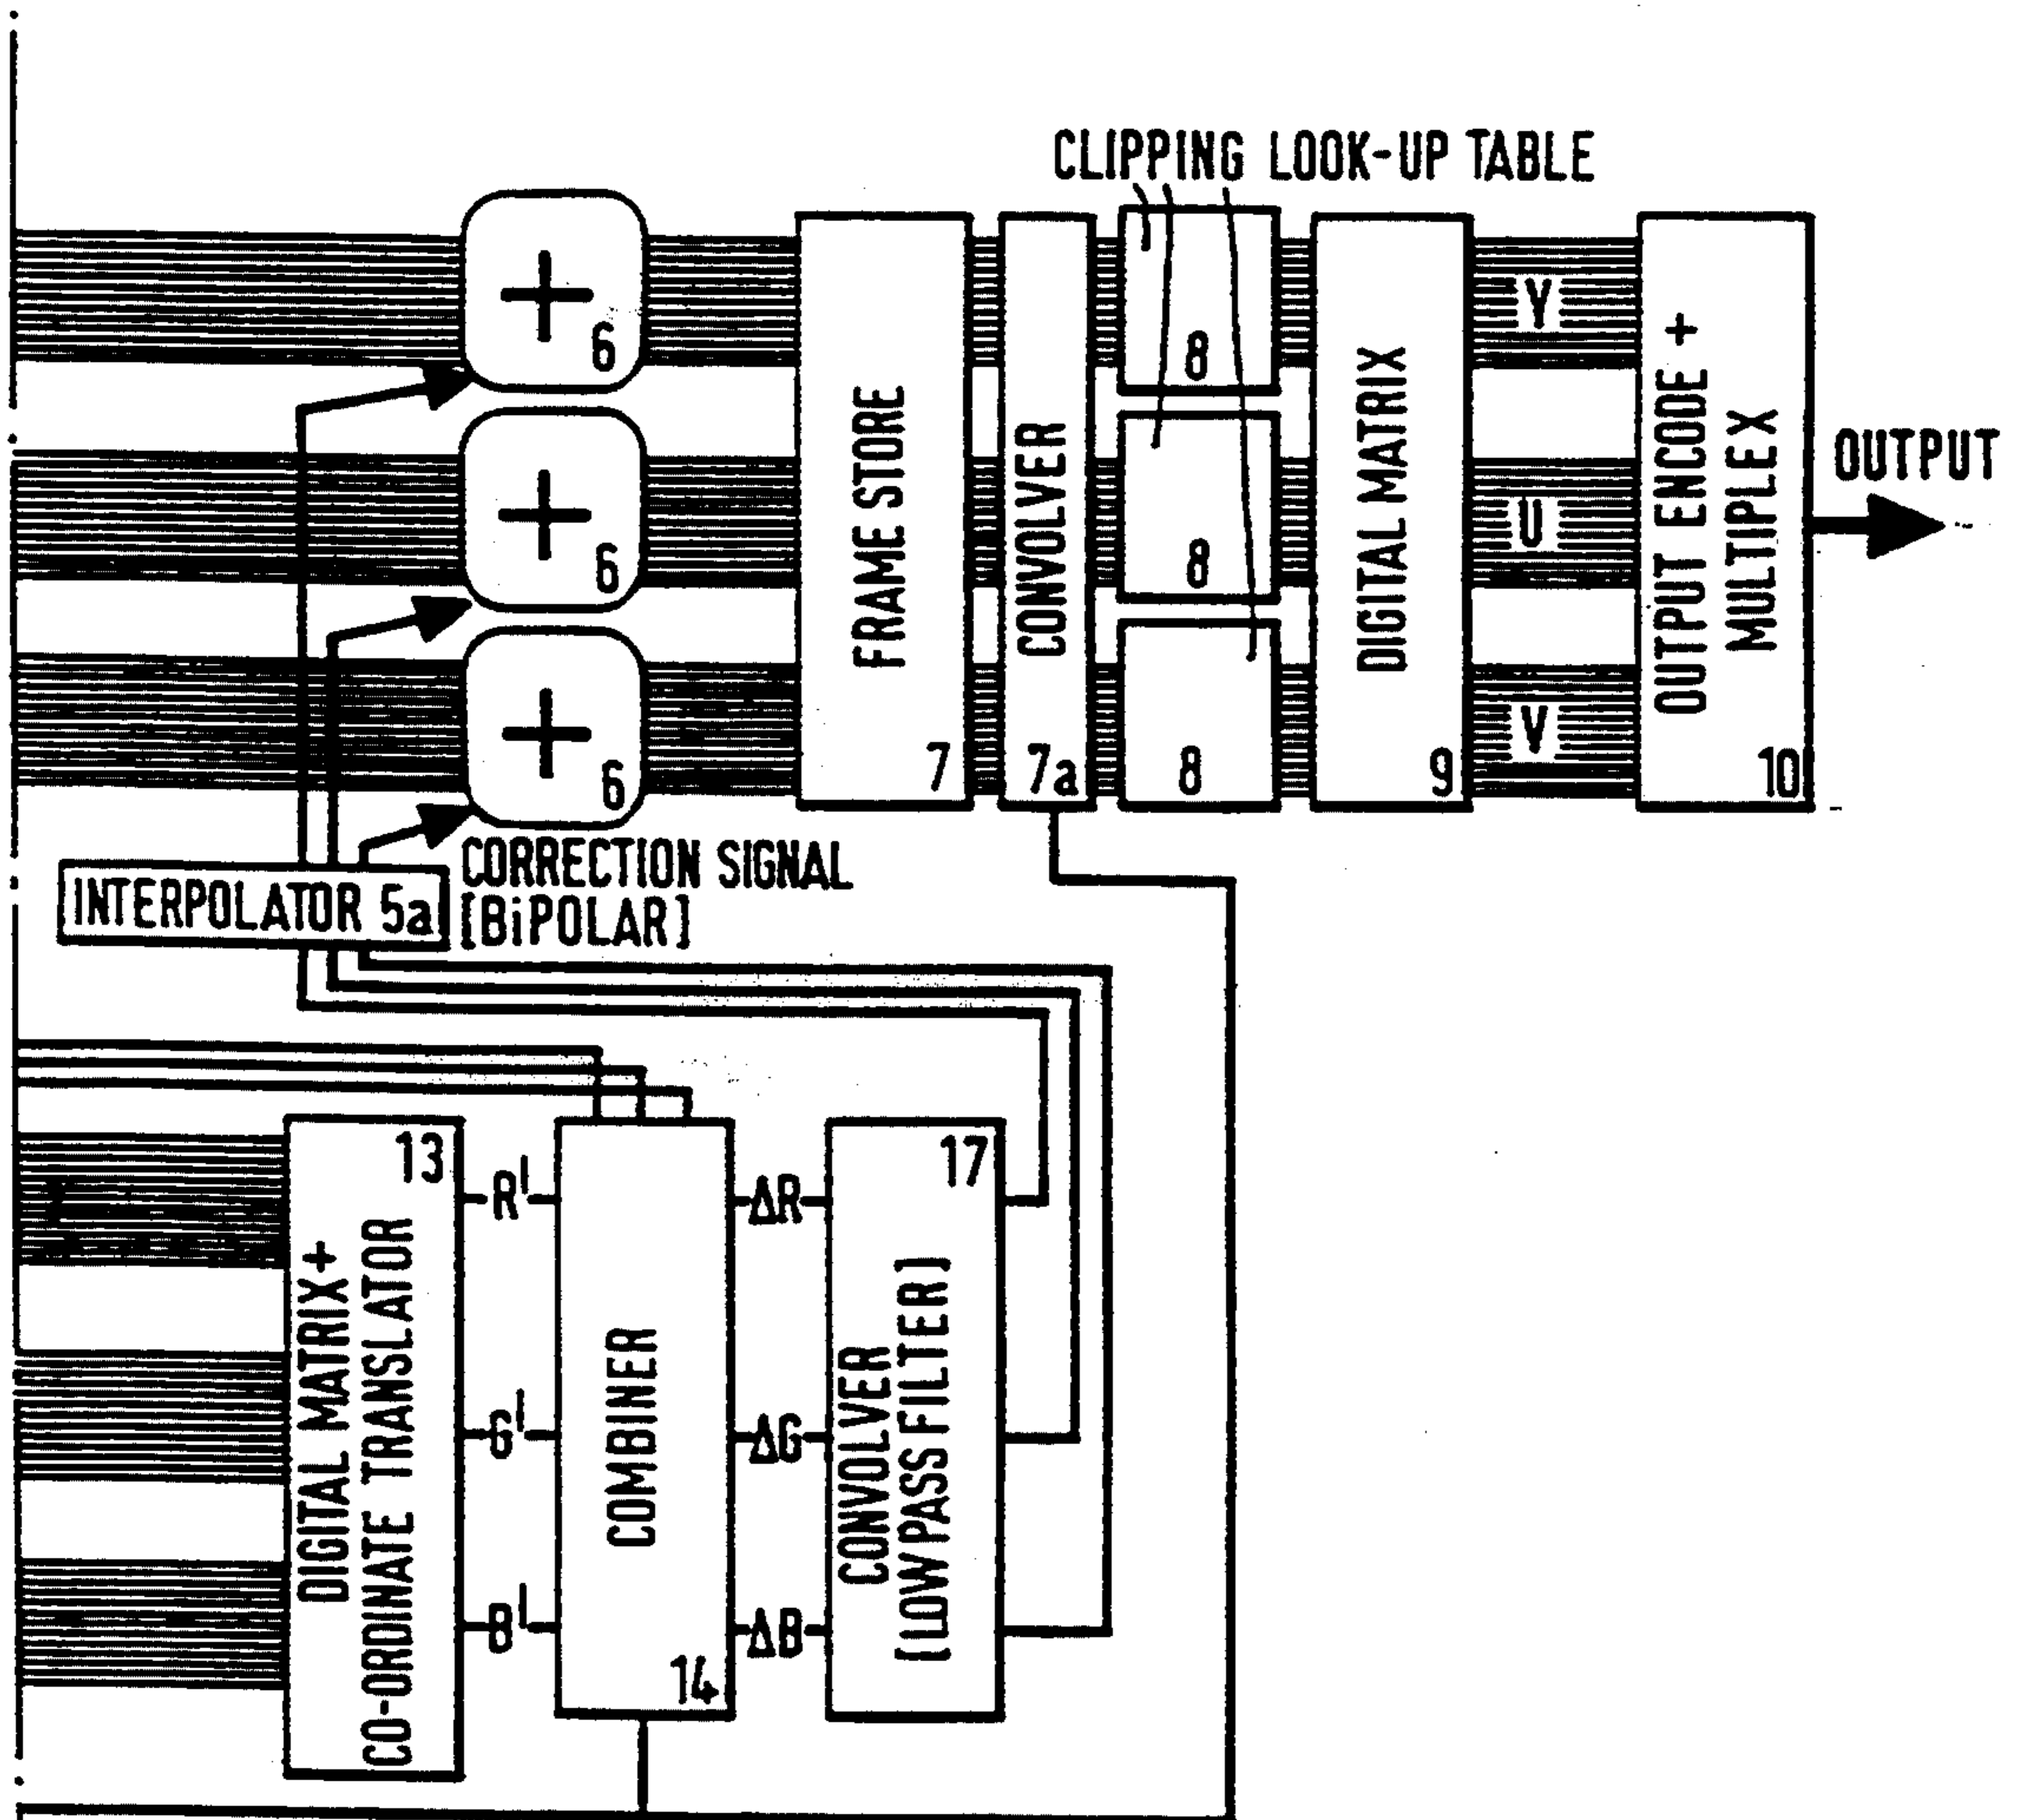 CLIPPING LOOK-UP TABLE
+
6
+
6
+
6
FRAME STORE
7
CONVOLVER
7a
8
8
8
DIGITAL MATRIX
9
Y
U
V
OUTPUT ENCODE +
MULTIPLEX
10
OUTPUT
INTERPOLATOR 5a
CORRECTION SIGNAL
[BiPOLAR]
13
DIGITAL MATRIX+
CO-ORDINATE TRANSLATOR
R'
G'
B'
COMBINER
14
ΔR
ΔG
ΔB
17
CONVOLVER
[LOW PASS FILTER]